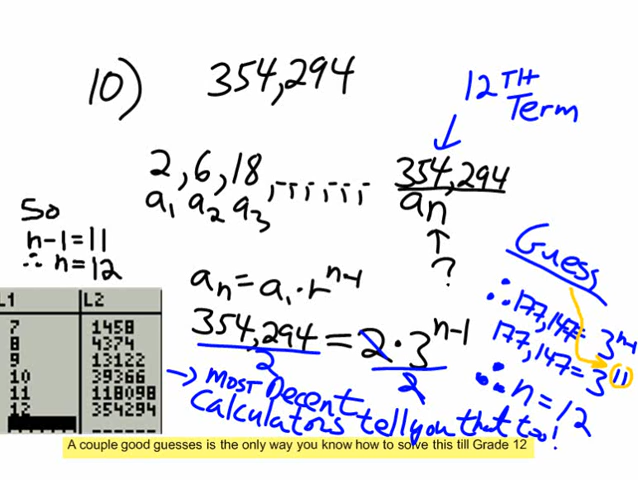 10) 354,294
12TH
Term
2, 6, 18, ,,,,,, 354,294
a1 a2 a3 an
?
So
n-1=11
∴ n=12
an = a1 · r^n-1
354,294 = 2 · 3^n-1
2 2
Guess
∴ 177,147 = 3^n-1
177,147 = 3^11
∴ n = 12
→ most Decent
Calculators tell you that too!
L1 L2
7 1458
8 4374
9 13122
10 39366
11 118098
12 354294
A couple good guesses is the only way you know how to solve this till Grade 12